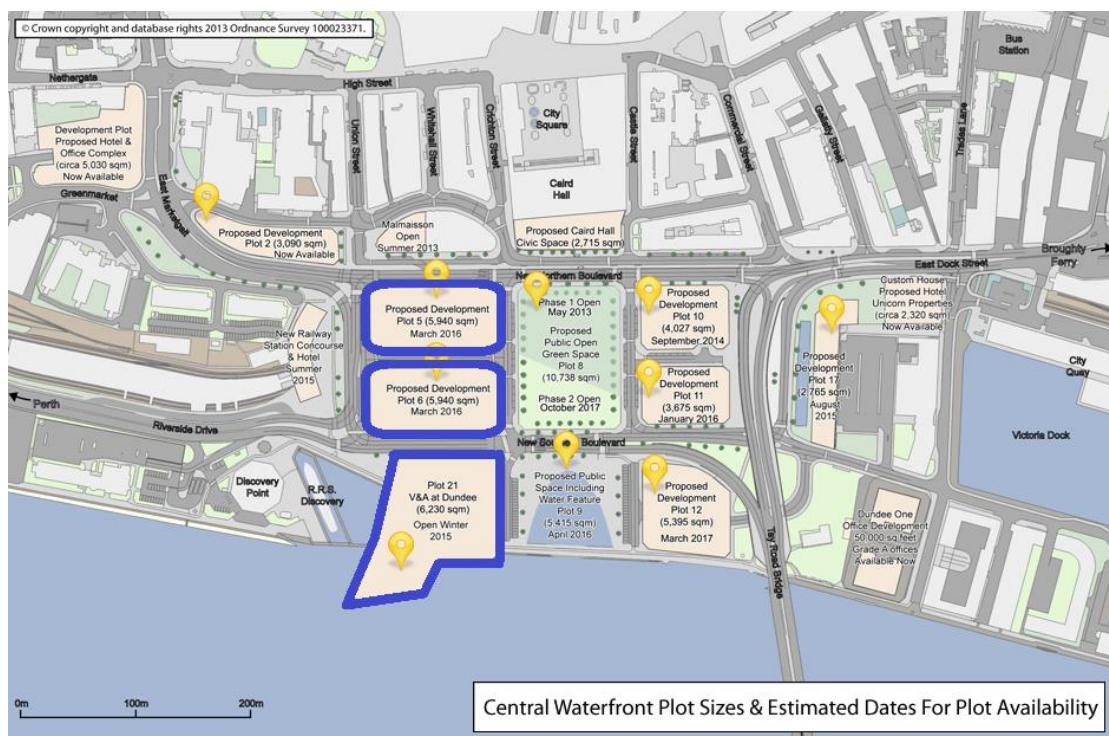 © Crown copyright and database rights 2013 Ordnance Survey 100023371.
Nethergate
High Street
Bus
Station
Development Plot
Proposed Hotel &
Office Complex
(circa 5,030 sqm)
Now Available
Greenmarket
East Marketgait
Union Street
Whitehall Street
Crichton Street
City
Square
Castle Street
Commercial Street
Gellatly Street
Trades Lane
Caird
Hall
Proposed Development
Plot 2 (3,090 sqm)
Now Available
Malmaisson
Open
Summer 2013
Proposed Caird Hall
Civic Space (2,715 sqm)
East Dock Street
Broughty
Ferry
Proposed Development
Plot 5 (5,940 sqm)
March 2016
Phase 1 Open
May 2013
Proposed
Public Open
Green Space
Plot 8
(10,738 sqm)
Phase 2 Open
October 2017
Proposed
Development
Plot 10
(4,027 sqm)
September 2014
Custom House
Proposed Hotel
Unicorn Properties
(circa 2,320 sqm)
Now Available
New Railway
Station Concourse
& Hotel
Summer
2015
Proposed Development
Plot 6 (5,940 sqm)
March 2016
Proposed
Development
Plot 11
(3,675 sqm)
January 2016
Proposed
Development
Plot 17
(2,765 sqm)
August
2015
City
Quay
Perth
Riverside Drive
Boulevard
Victoria Dock
Discovery
Point
R.R.S.
Discovery
Plot 21
V&A at Dundee
(6,230 sqm)
Open Winter
2015
Proposed Public
Space Including
Water Feature
Plot 9
(5,415 sqm)
April 2016
Proposed
Development
Plot 12
(5,395 sqm)
March 2017
Tay Road Bridge
Dundee One
Office Development
50,000 sq feet
Grade A offices
Available Now
0m
100m
200m
Central Waterfront Plot Sizes & Estimated Dates For Plot Availability